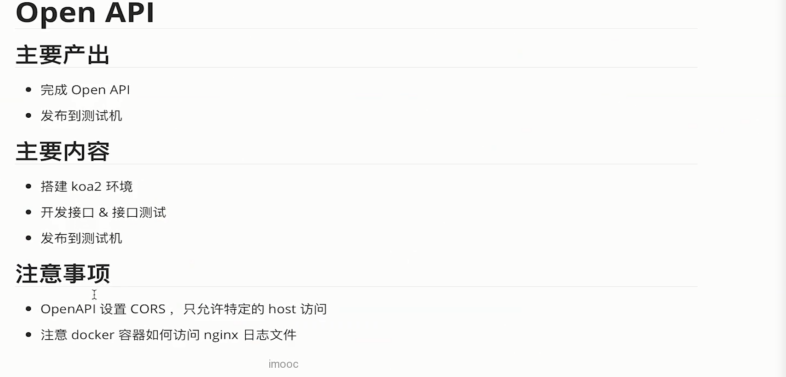 Open API
主要产出
完成 Open API
发布到测试机
主要内容
搭建 koa2 环境
开发接口 & 接口测试
发布到测试机
注意事项
OpenAPI 设置 CORS ，只允许特定的 host 访问
注意 docker 容器如何访问 nginx 日志文件
imooc